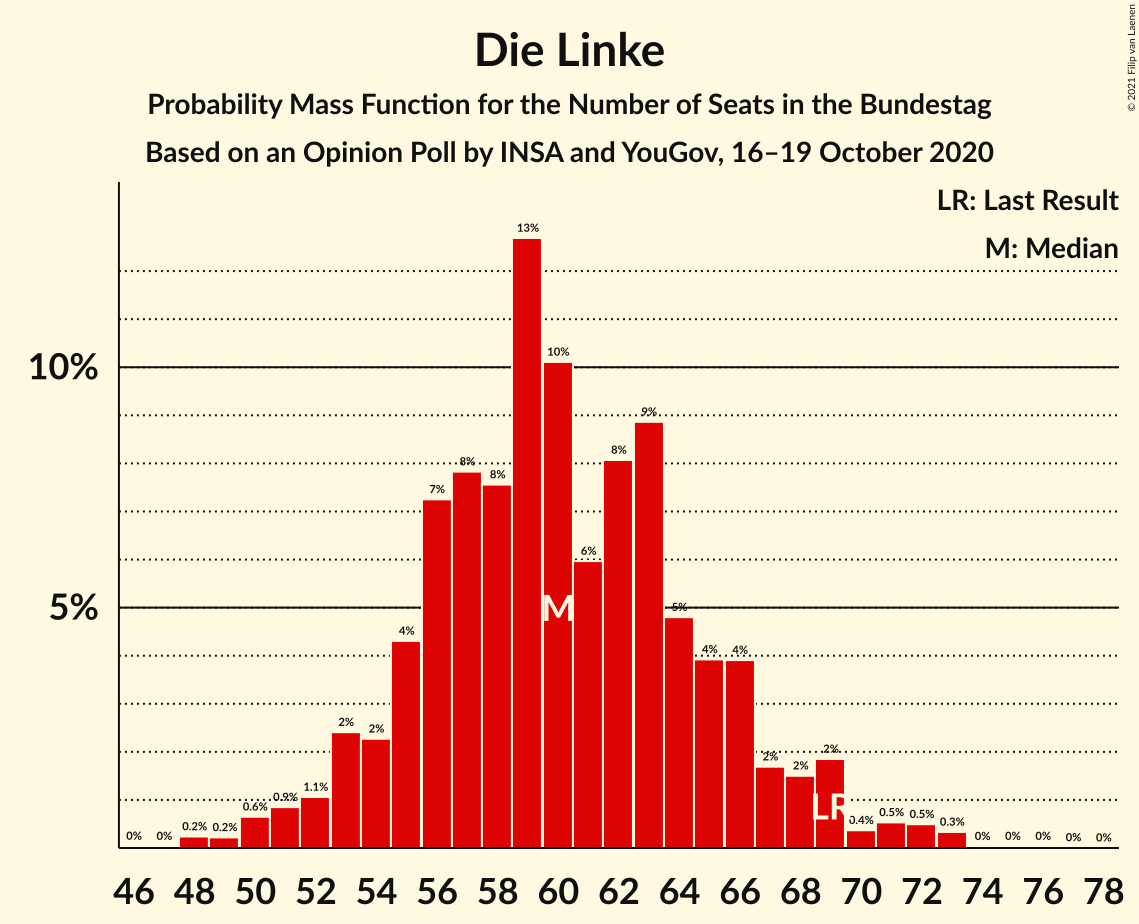 Die Linke
Probability Mass Function for the Number of Seats in the Bundestag
Based on an Opinion Poll by INSA and YouGov, 16–19 October 2020
© 2021 Filip van Laenen
LR: Last Result
M: Median
10%
5%
0% 0% 0.2% 0.2% 0.6% 0.9% 1.1% 2% 2% 4% 7% 8% 8% 13% 10% 6% 8% 9% 5% 4% 4% 2% 2% 2% 0.4% 0.5% 0.5% 0.3% 0% 0% 0% 0% 0%
M
LR
46 48 50 52 54 56 58 60 62 64 66 68 70 72 74 76 78